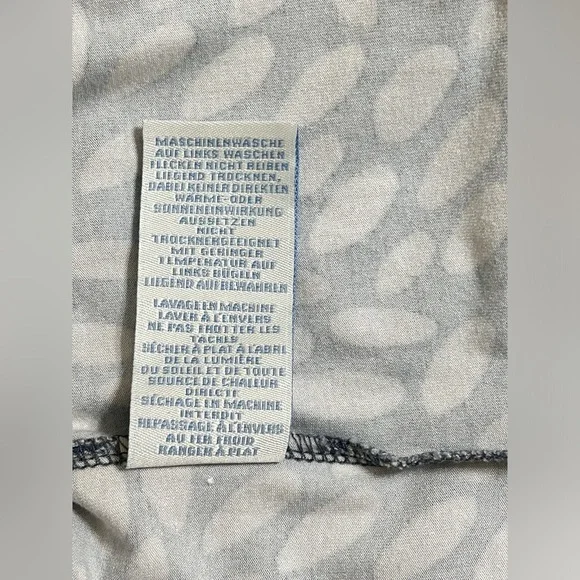 MASCHINENWÄSCHE
AUF LINKS WASCHEN
FLECKEN NICHT REIBEN
LIEGEND TROCKNEN,
DABEI KEINER DIREKTEN
WÄRME-ODER
SONNENEINWIRKUNG
AUSSETZEN
NICHT
TROCKNERGEEIGNET
MIT GERINGER
TEMPERATUR AUF
LINKS BÜGELN
LIEGEND AUFBEWAHREN
LAVAGE EN MACHINE
LAVER À L'ENVERS
NE PAS FROTTER LES
TACHES
SÉCHER À PLAT À L'ABRI
DE LA LUMIÈRE
DU SOLEIL ET DE TOUTE
SOURCE DE CHALEUR
DIRECTE
SÉCHAGE EN MACHINE
INTERDIT
REPASSAGE À L'ENVERS
AU FER FROID
RANGER À PLAT